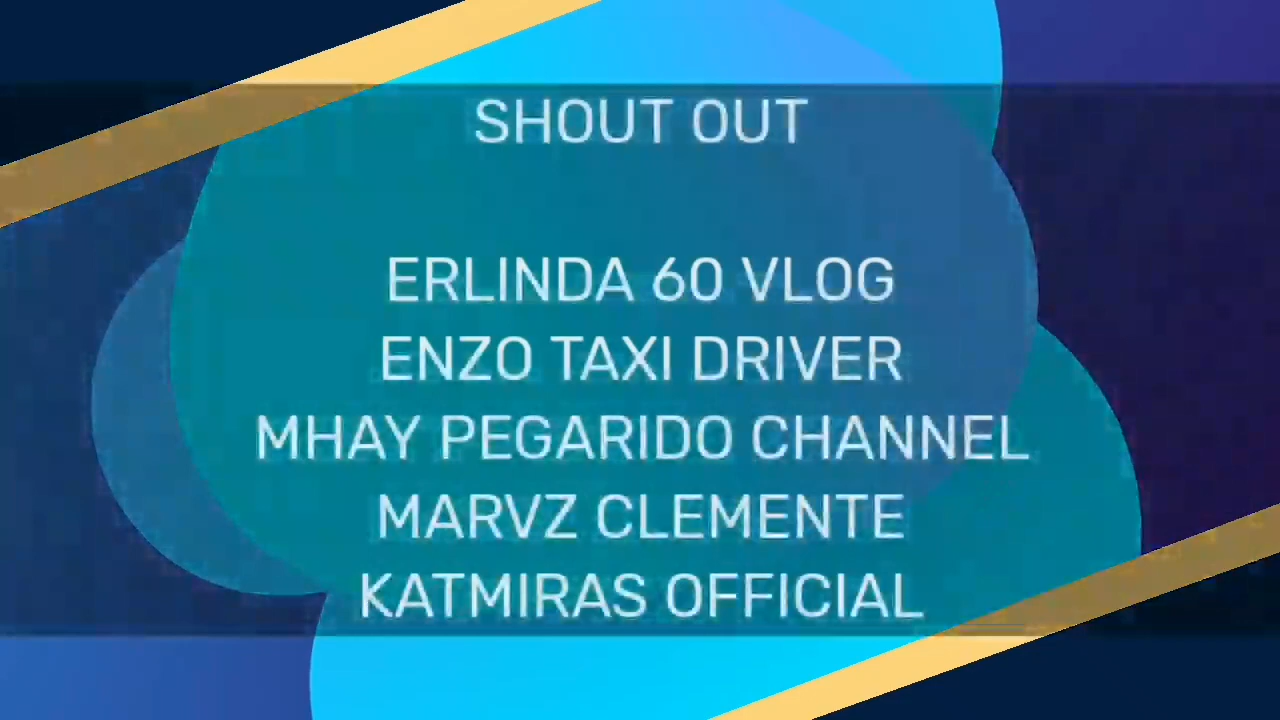 SHOUT OUT
ERLINDA 60 VLOG
ENZO TAXI DRIVER
MHAY PEGARIDO CHANNEL
MARVZ CLEMENTE
KATMIRAS OFFICIAL